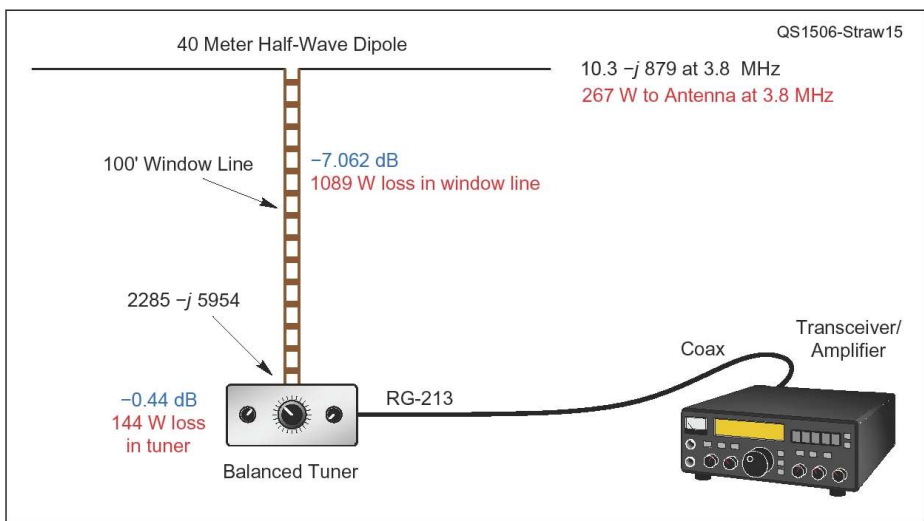 QS1506-Straw15
40 Meter Half-Wave Dipole
10.3 −j 879 at 3.8 MHz
267 W to Antenna at 3.8 MHz
100' Window Line
−7.062 dB
1089 W loss in window line
2285 −j 5954
Transceiver/
Amplifier
Coax
RG-213
−0.44 dB
144 W loss
in tuner
Balanced Tuner